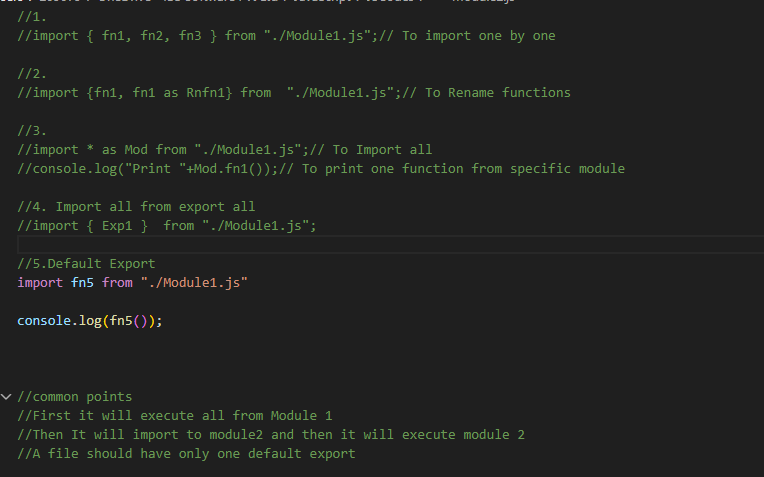 //1.
//import { fn1, fn2, fn3 } from "./Module1.js";// To import one by one
//2.
//import {fn1, fn1 as Rnfn1} from  "./Module1.js";// To Rename functions
//3.
//import * as Mod from "./Module1.js";// To Import all
//console.log("Print "+Mod.fn1());// To print one function from specific module
//4. Import all from export all
//import { Exp1 }  from "./Module1.js";
//5.Default Export
import fn5 from "./Module1.js"
console.log(fn5());
//common points
//First it will execute all from Module 1
//Then It will import to module2 and then it will execute module 2
//A file should have only one default export